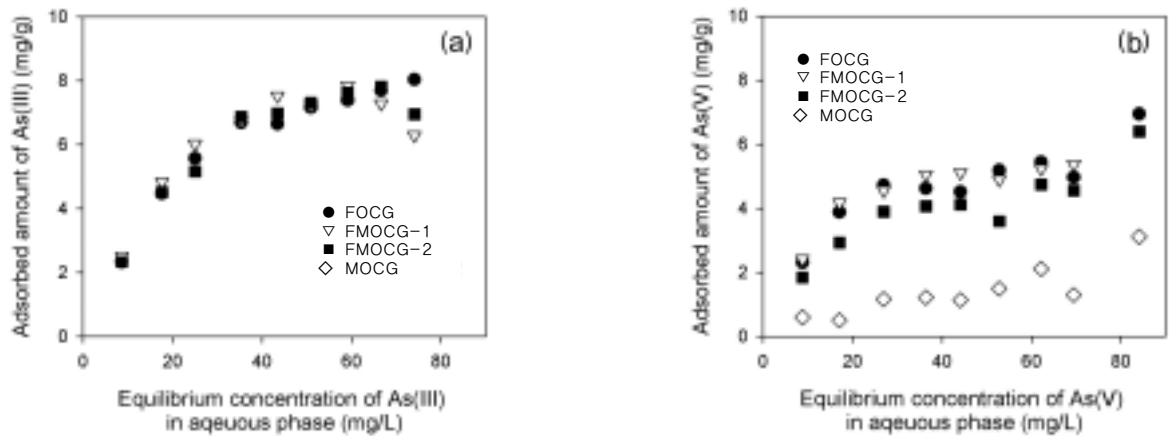 Adsorbed amount of As(III) (mg/g)
10
8
6
4
2
0
(a)
FOCG
FMOCG-1
FMOCG-2
MOCG
0 20 40 60 80
Equilibrium concentration of As(III)
in aqeuous phase (mg/L)
Adsorbed amount of As(V) (mg/g)
10
8
6
4
2
0
(b)
FOCG
FMOCG-1
FMOCG-2
MOCG
0 20 40 60 80
Equilibrium concentration of As(V)
in aqeuous phase (mg/L)